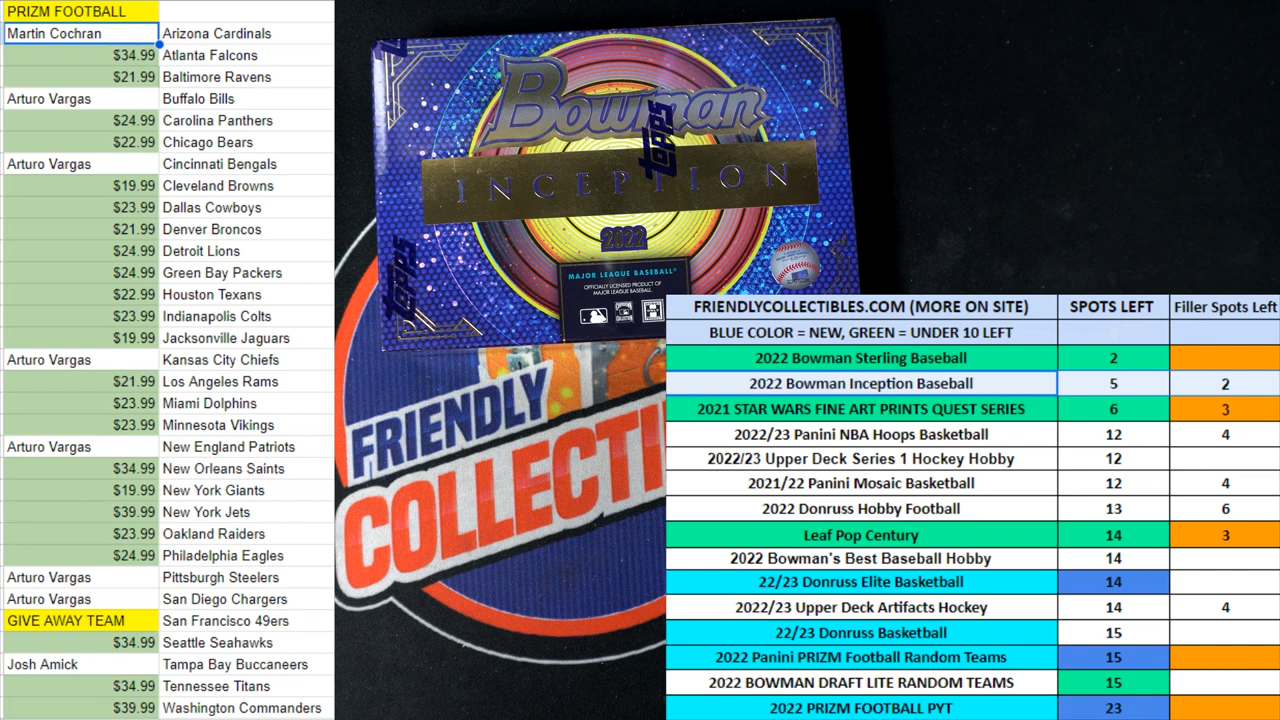 PRIZM FOOTBALL
Martin Cochran Arizona Cardinals
$34.99 Atlanta Falcons
$21.99 Baltimore Ravens
Arturo Vargas Buffalo Bills
$24.99 Carolina Panthers
$22.99 Chicago Bears
Arturo Vargas Cincinnati Bengals
$19.99 Cleveland Browns
$23.99 Dallas Cowboys
$21.99 Denver Broncos
$24.99 Detroit Lions
$24.99 Green Bay Packers
$22.99 Houston Texans
$23.99 Indianapolis Colts
$19.99 Jacksonville Jaguars
Arturo Vargas Kansas City Chiefs
$21.99 Los Angeles Rams
$23.99 Miami Dolphins
$23.99 Minnesota Vikings
Arturo Vargas New England Patriots
$34.99 New Orleans Saints
$19.99 New York Giants
$39.99 New York Jets
$23.99 Oakland Raiders
$24.99 Philadelphia Eagles
Arturo Vargas Pittsburgh Steelers
Arturo Vargas San Diego Chargers
GIVE AWAY TEAM San Francisco 49ers
$34.99 Seattle Seahawks
Josh Amick Tampa Bay Buccaneers
$34.99 Tennessee Titans
$39.99 Washington Commanders
Bowman
topps
INCEPTION
2022
topps
MAJOR LEAGUE BASEBALL
OFFICIALLY LICENSED PRODUCT OF
MAJOR LEAGUE BASEBALL.
FRIENDLY
COLLECTI
FRIENDLYCOLLECTIBLES.COM (MORE ON SITE) SPOTS LEFT Filler Spots Left
BLUE COLOR = NEW, GREEN = UNDER 10 LEFT 0
2022 Bowman Sterling Baseball 2
2022 Bowman Inception Baseball 5 2
2021 STAR WARS FINE ART PRINTS QUEST SERIES 6 3
2022/23 Panini NBA Hoops Basketball 12 4
2022/23 Upper Deck Series 1 Hockey Hobby 12
2021/22 Panini Mosaic Basketball 12 4
2022 Donruss Hobby Football 13 6
Leaf Pop Century 14 3
2022 Bowman's Best Baseball Hobby 14
22/23 Donruss Elite Basketball 14
2022/23 Upper Deck Artifacts Hockey 14 4
22/23 Donruss Basketball 15
2022 Panini PRIZM Football Random Teams 15
2022 BOWMAN DRAFT LITE RANDOM TEAMS 15
2022 PRIZM FOOTBALL PYT 23